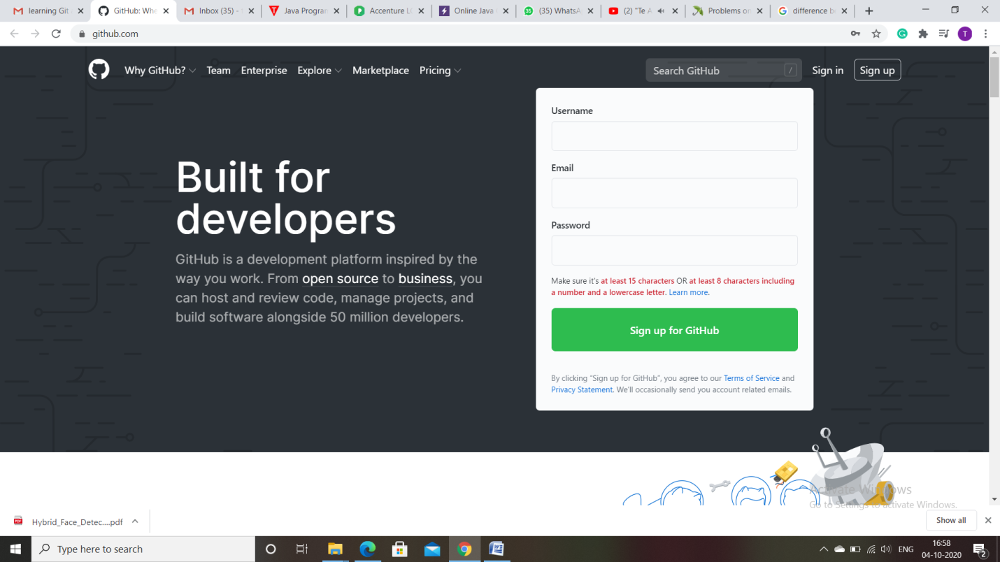 learning Git
GitHub: Whe
Inbox (35) -
Java Program
Accenture L
Online Java
(35) WhatsA
(2) "Te A
Problems on
difference be
github.com
T
Why GitHub?
Team
Enterprise
Explore
Marketplace
Pricing
Search GitHub
/
Sign in
Sign up
Username
Email
Password
Make sure it's at least 15 characters OR at least 8 characters including
a number and a lowercase letter. Learn more.
Sign up for GitHub
By clicking "Sign up for GitHub", you agree to our Terms of Service and
Privacy Statement. We'll occasionally send you account related emails.
Built for
developers
GitHub is a development platform inspired by the
way you work. From open source to business, you
can host and review code, manage projects, and
build software alongside 50 million developers.
Activate Windows
Go to Settings to activate Windows.
Hybrid_Face_Detec....pdf
Show all
Type here to search
ENG
16:58
04-10-2020
2